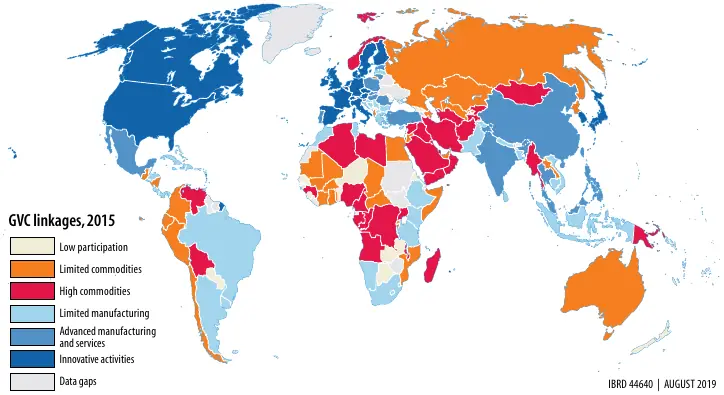 GVC linkages, 2015
Low participation
Limited commodities
High commodities
Limited manufacturing
Advanced manufacturing
and services
Innovative activities
Data gaps
IBRD 44640 | AUGUST 2019